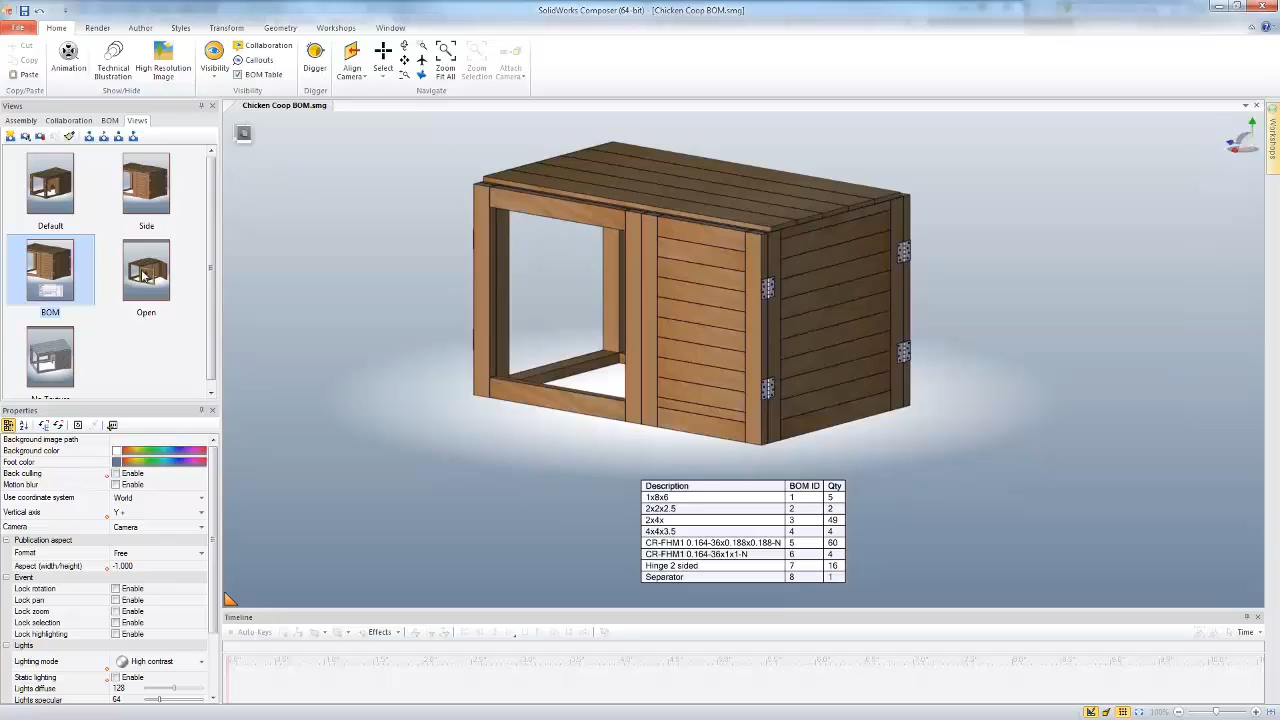 SolidWorks Composer (64-bit) - [Chicken Coop BOM.smg]
File Home Render Author Styles Transform Geometry Workshops Window
Cut
Copy
Paste
Animation
Technical Illustration
High Resolution Image
Visibility
Collaboration
Callouts
BOM Table
Digger
Align Camera
Select
Zoom Fit All
Zoom Selection
Attach Camera
Copy/Paste Show/Hide Visibility Digger Navigate
Views
Assembly Collaboration BOM Views
Default Side
BOM Open
Chicken Coop BOM.smg
Workshops
Properties
Background image path
Background color
Foot color
Back culling Enable
Motion blur Enable
Use coordinate system World
Vertical axis Y +
Camera Camera
Publication aspect
Format Free
Aspect (width/height) -1.000
Event
Lock rotation Enable
Lock pan Enable
Lock zoom Enable
Lock selection Enable
Lock highlighting Enable
Lights
Lighting mode High contrast
Static lighting Enable
Lights diffuse 128
Lights specular 64
Description BOM ID Qty
1x8x6 1 5
2x2x2.5 2 2
2x4x 3 49
4x4x3.5 4 4
CR-FHM1 0.164-36x0.188x0.188-N 5 60
CR-FHM1 0.164-36x1x1-N 6 4
Hinge 2 sided 7 16
Separator 8 1
Timeline
Auto Keys Effects Time
100%